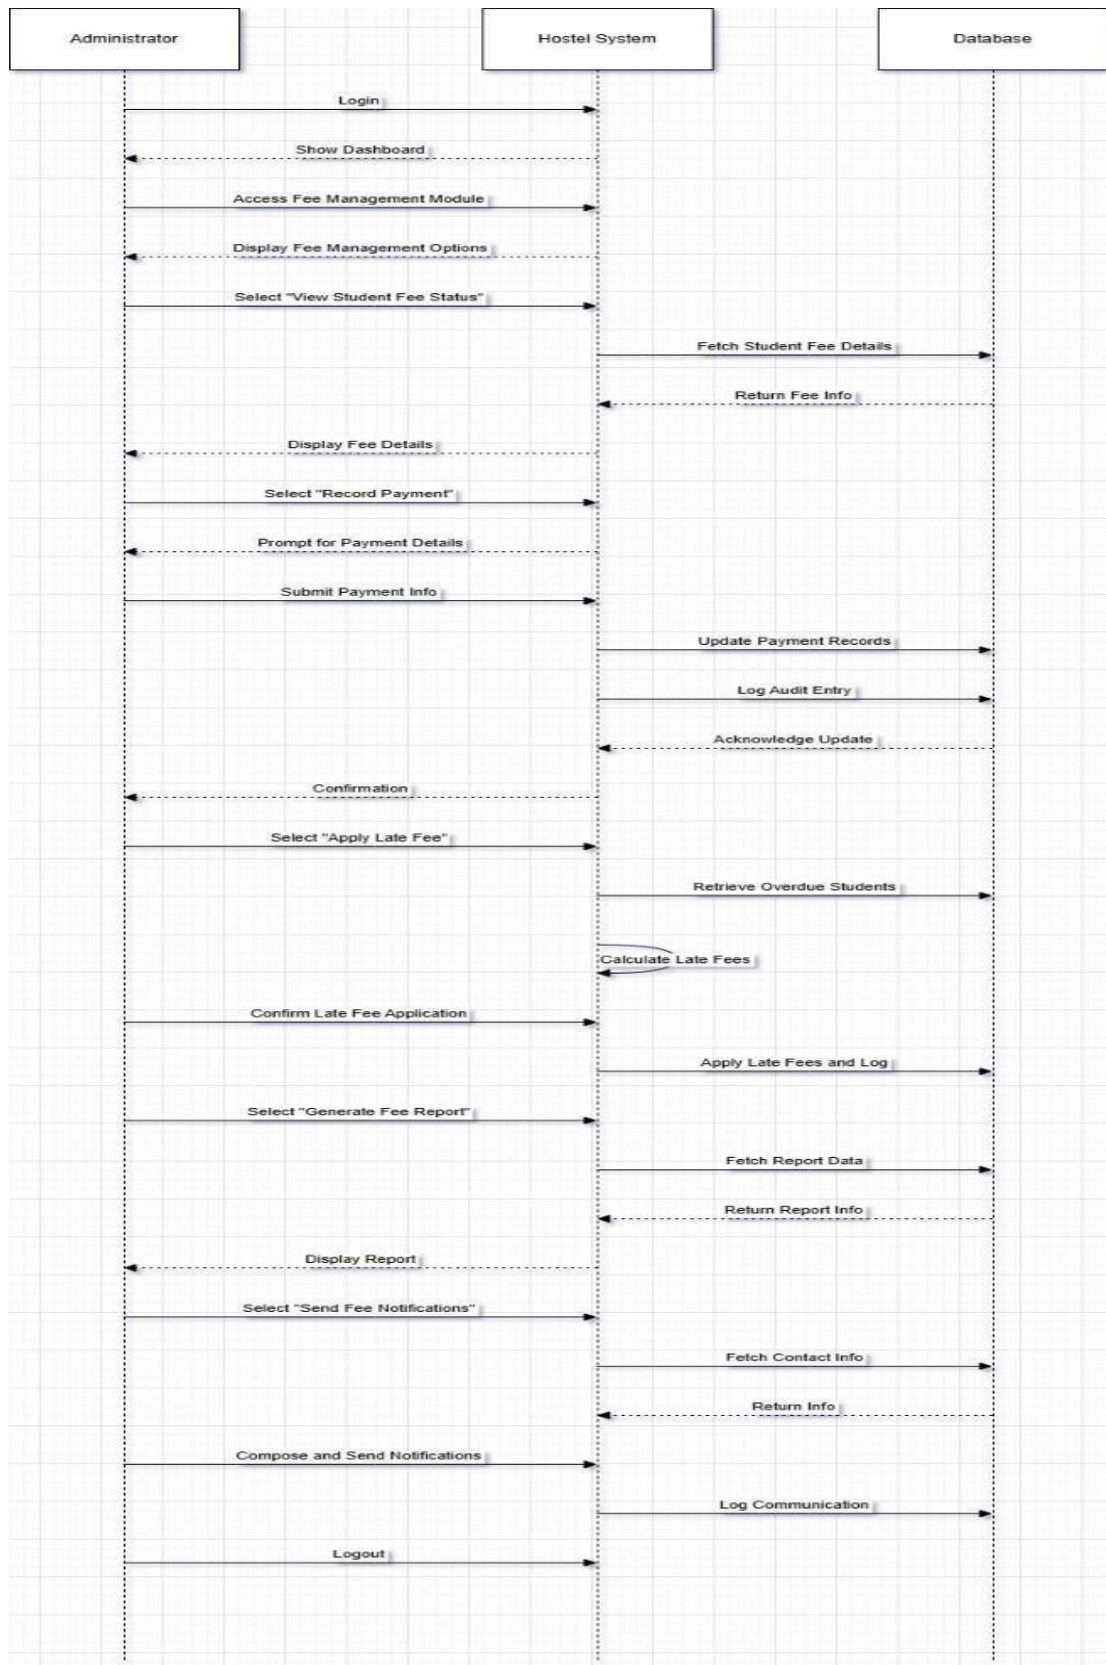 Administrator
Hostel System
Database
Login
Show Dashboard
Access Fee Management Module
Display Fee Management Options
Select "View Student Fee Status"
Fetch Student Fee Details
Return Fee Info
Display Fee Details
Select "Record Payment"
Prompt for Payment Details
Submit Payment Info
Update Payment Records
Log Audit Entry
Acknowledge Update
Confirmation
Select "Apply Late Fee"
Retrieve Overdue Students
Calculate Late Fees
Confirm Late Fee Application
Apply Late Fees and Log
Select "Generate Fee Report"
Fetch Report Data
Return Report Info
Display Report
Select "Send Fee Notifications"
Fetch Contact Info
Return Info
Compose and Send Notifications
Log Communication
Logout